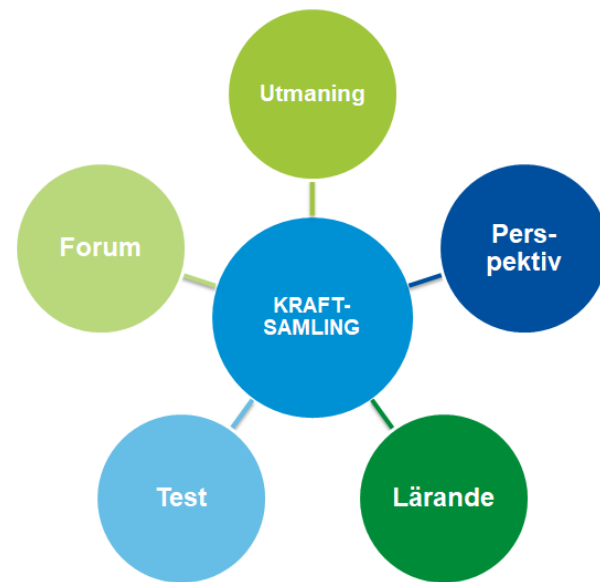 Utmaning
Pers-
pektiv
Forum
KRAFT-
SAMLING
Test
Lärande